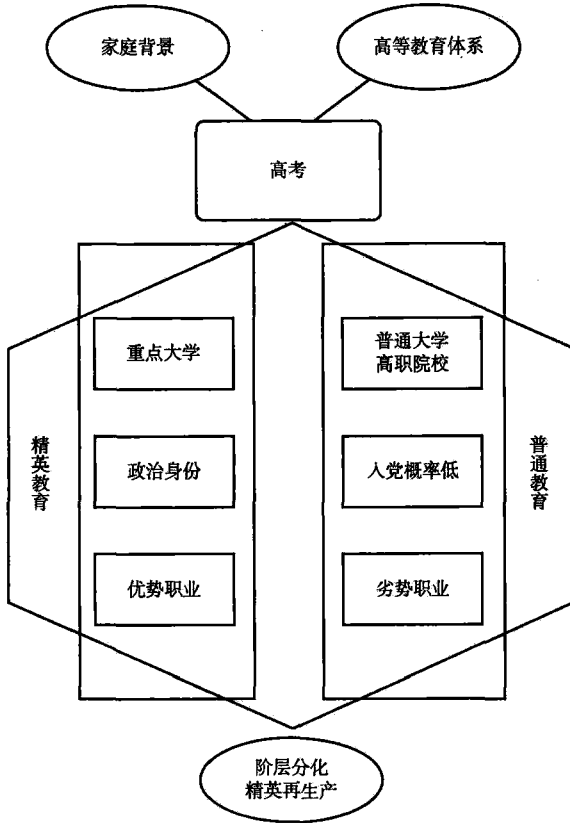 家庭背景
高等教育体系
高考
重点大学
普通大学
高职院校
精英教育
政治身份
入党概率低
普通教育
优势职业
劣势职业
阶层分化
精英再生产